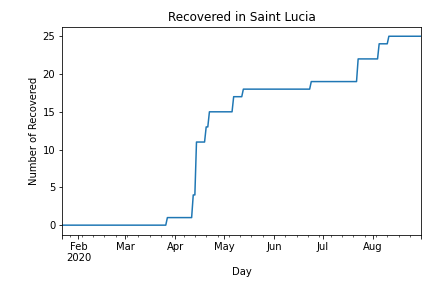 Recovered in Saint Lucia
25
20
15
10
5
0
Number of Recovered
Feb Mar Apr May Jun Jul Aug
2020
Day